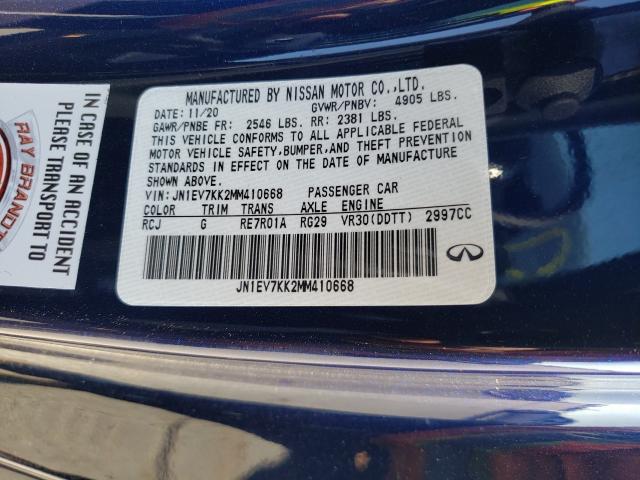 IN CASE OF AN ACCIDENT
PLEASE TRANSPORT TO
RAY BRANDT
MANUFACTURED BY NISSAN MOTOR CO.,LTD.
DATE: 11/20 GVWR/PNBV: 4905 LBS.
GAWR/PNBE FR: 2546 LBS. RR: 2381 LBS.
THIS VEHICLE CONFORMS TO ALL APPLICABLE FEDERAL
MOTOR VEHICLE SAFETY,BUMPER,AND THEFT PREVENTION
STANDARDS IN EFFECT ON THE DATE OF MANUFACTURE
SHOWN ABOVE.
VIN: JN1EV7KK2MM410668 PASSENGER CAR
COLOR TRIM TRANS AXLE ENGINE
RCJ G RE7R01A RG29 VR30(DDTT) 2997CC
JN1EV7KK2MM410668